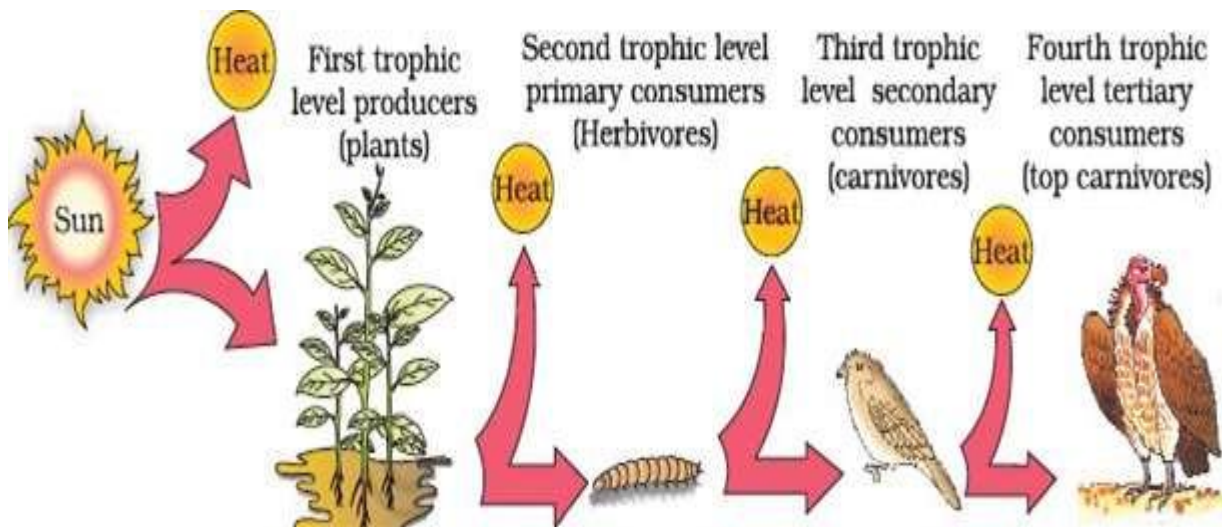 Heat
First trophic
level producers
(plants)
Second trophic level
primary consumers
(Herbivores)
Third trophic
level secondary
consumers
(carnivores)
Fourth trophic
level tertiary
consumers
(top carnivores)
Sun
Heat
Heat
Heat